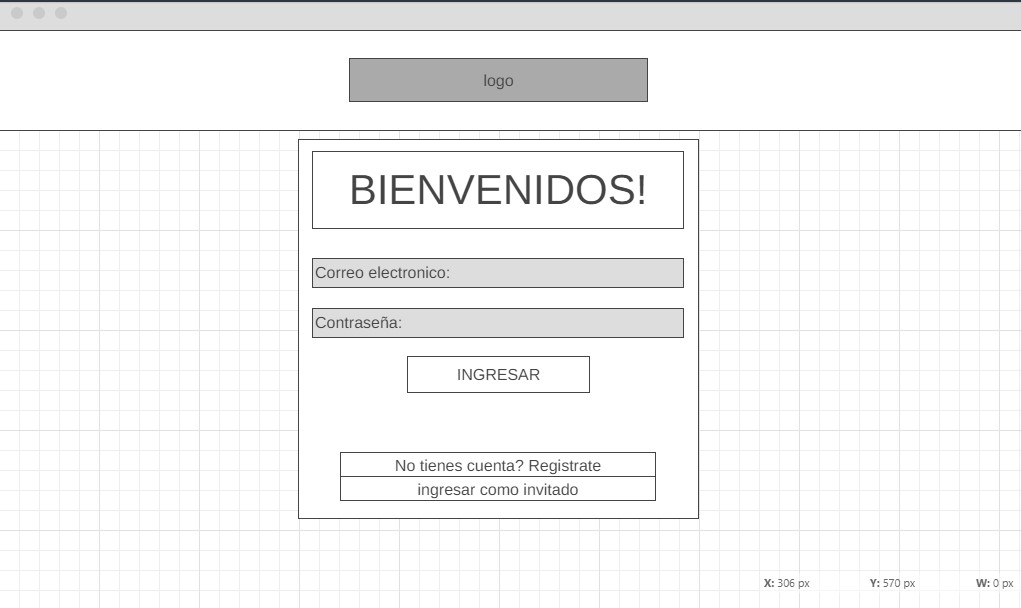 logo
BIENVENIDOS!
Correo electronico:
Contraseña:
INGRESAR
No tienes cuenta? Registrate
ingresar como invitado
X: 306 px Y: 570 px W: 0 px